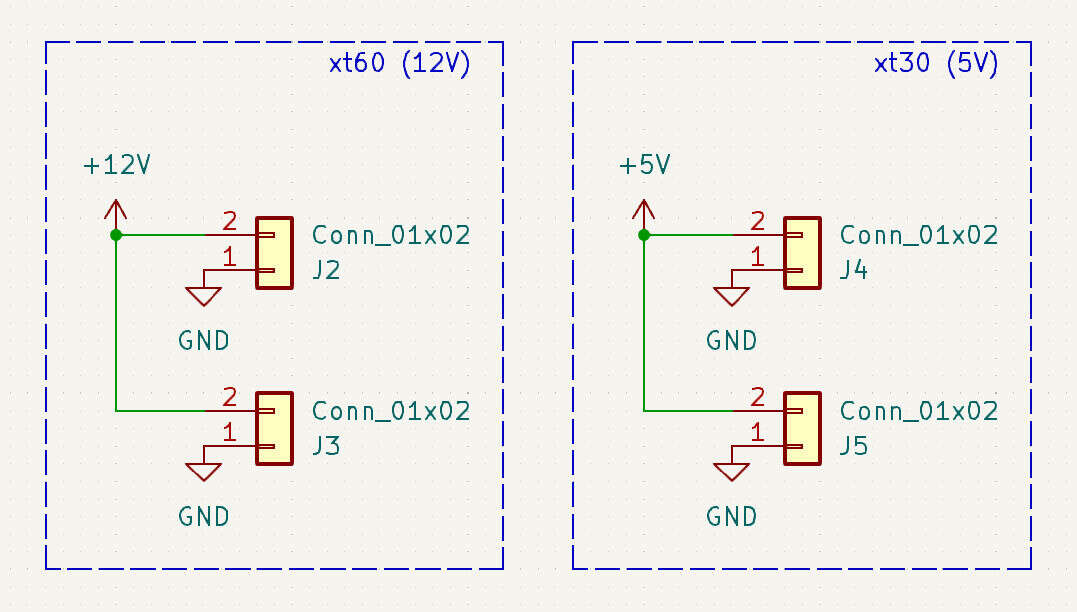 xt60 (12V)
+12V
2
Conn_01x02
1
J2
GND
2
Conn_01x02
1
J3
GND
xt30 (5V)
+5V
2
Conn_01x02
1
J4
GND
2
Conn_01x02
1
J5
GND